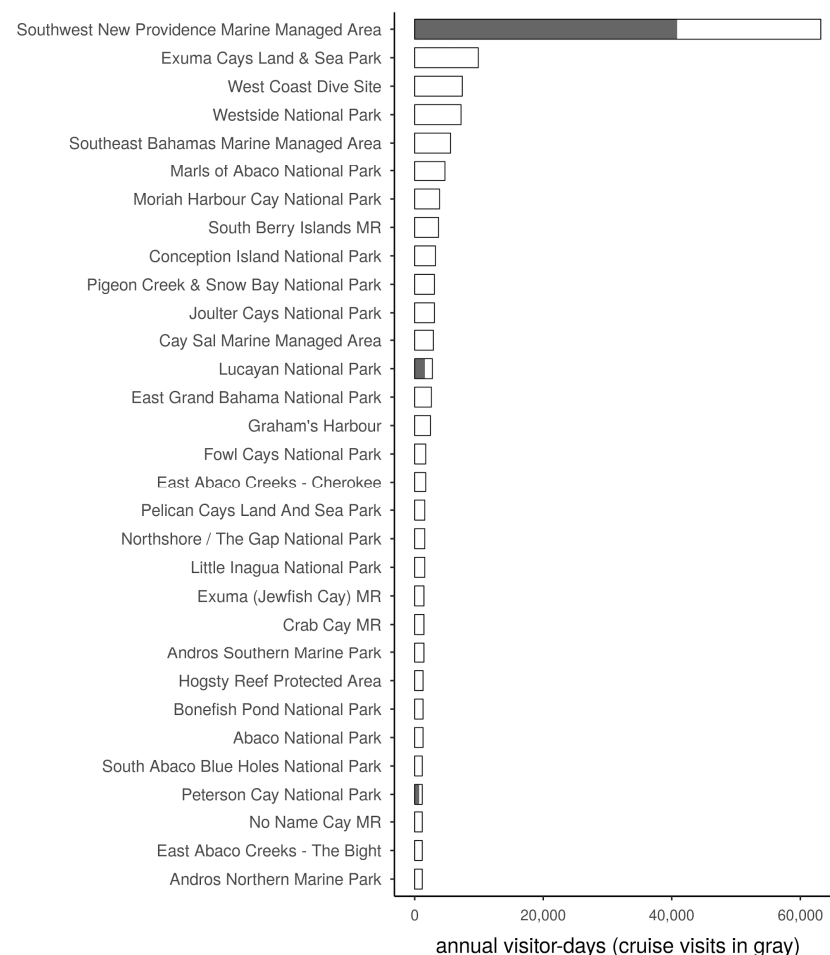 Southwest New Providence Marine Managed Area
Exuma Cays Land & Sea Park
West Coast Dive Site
Westside National Park
Southeast Bahamas Marine Managed Area
Marls of Abaco National Park
Moriah Harbour Cay National Park
South Berry Islands MR
Conception Island National Park
Pigeon Creek & Snow Bay National Park
Joulter Cays National Park
Cay Sal Marine Managed Area
Lucayan National Park
East Grand Bahama National Park
Graham's Harbour
Fowl Cays National Park
East Abaco Creeks - Cherokee
Pelican Cays Land And Sea Park
Northshore / The Gap National Park
Little Inagua National Park
Exuma (Jewfish Cay) MR
Crab Cay MR
Andros Southern Marine Park
Hogsty Reef Protected Area
Bonefish Pond National Park
Abaco National Park
South Abaco Blue Holes National Park
Peterson Cay National Park
No Name Cay MR
East Abaco Creeks - The Bight
Andros Northern Marine Park
0 20,000 40,000 60,000
annual visitor-days (cruise visits in gray)